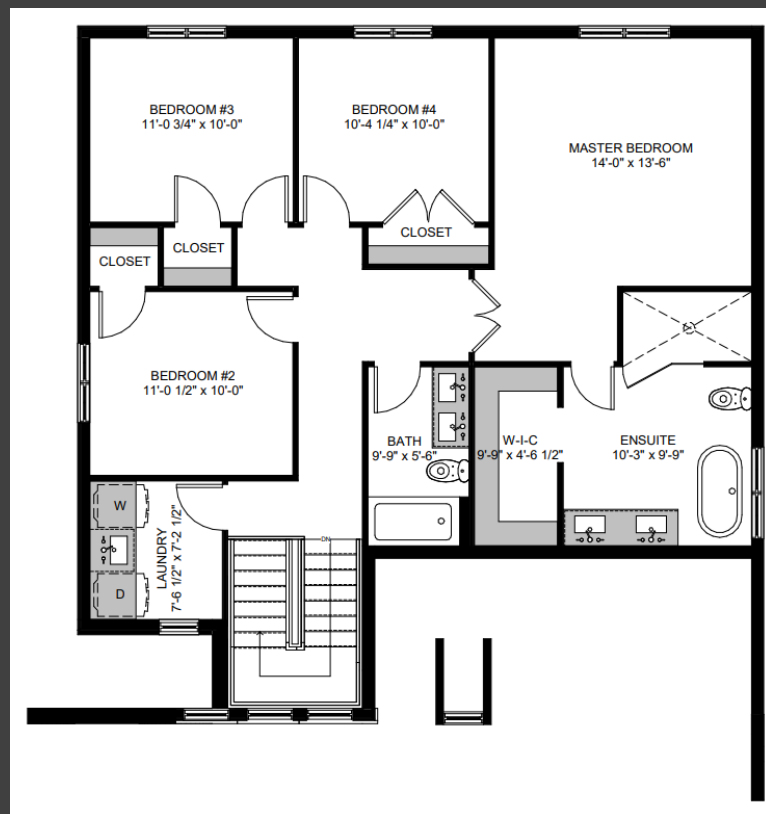 BEDROOM #3
11'-0 3/4" x 10'-0"
BEDROOM #4
10'-4 1/4" x 10'-0"
MASTER BEDROOM
14'-0" x 13'-6"
CLOSET
CLOSET
CLOSET
BEDROOM #2
11'-0 1/2" x 10'-0"
BATH
9'-9" x 5'-6"
W-I-C
9'-9" x 4'-6 1/2"
ENSUITE
10'-3" x 9'-9"
W
LAUNDRY
7'-6 1/2" x 7'-2 1/2"
D
DN